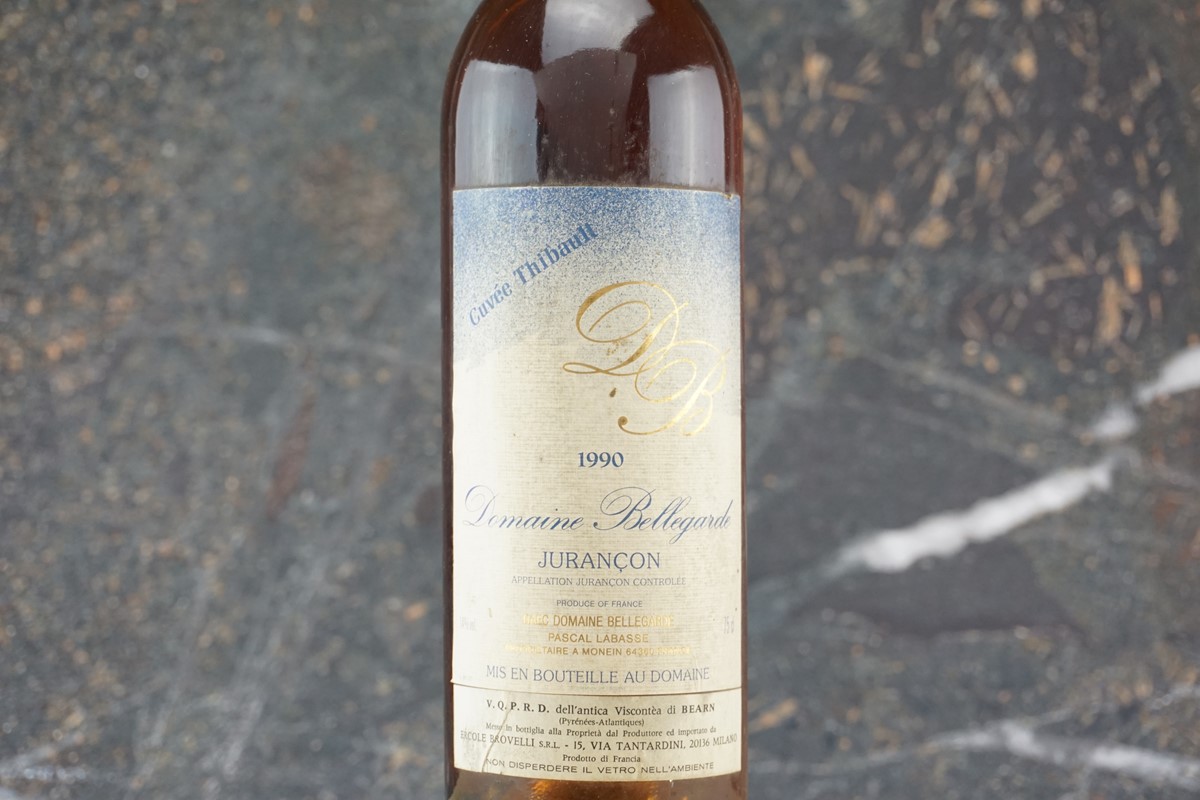 Cuvée Thibault
DB
1990
Domaine Bellegarde
JURANÇON
APPELLATION JURANÇON CONTROLÉE
PRODUCE OF FRANCE
DOMAINE BELLEGARDE
PASCAL LABASSE
A MONEIN
MIS EN BOUTEILLE AU DOMAINE
V. Q. P. R. D. dell'antica Viscontèa di BEARN
(Pyrénées-Atlantiques)
Messo in bottiglia alla Proprietà dal Produttore ed importato da
ERCOLE BROVELLI S.R.L. - 15, VIA TANTARDINI, 20136 MILANO
Prodotto di Francia
NON DISPERDERE IL VETRO NELL'AMBIENTE